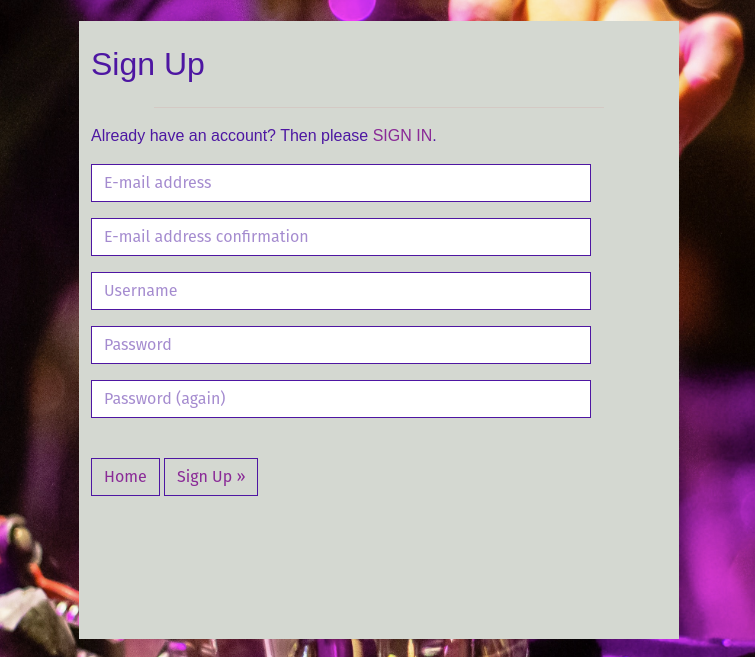 Sign Up
Already have an account? Then please SIGN IN.
E-mail address
E-mail address confirmation
Username
Password
Password (again)
Home Sign Up »